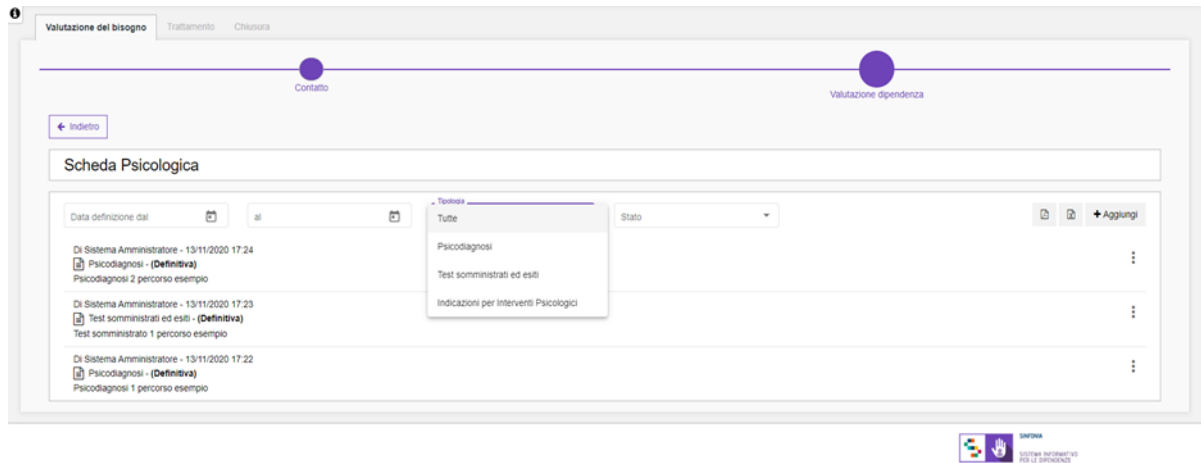 Valutazione del bisogno Trattamento Chiusura
Contatto
Valutazione dipendenza
Indietro
Scheda Psicologica
Tipologia
Data definizione dal al Tutte Stato Aggiungi
Psicodiagnosi
Test somministrati ed esiti
Indicazioni per Interventi Psicologici
Di Sistema Amministratore - 13/11/2020 17:24
Psicodiagnosi - (Definitiva)
Psicodiagnosi 2 percorso esempio
Di Sistema Amministratore - 13/11/2020 17:23
Test somministrati ed esiti - (Definitiva)
Test somministrato 1 percorso esempio
Di Sistema Amministratore - 13/11/2020 17:22
Psicodiagnosi - (Definitiva)
Psicodiagnosi 1 percorso esempio
SINFONIA
SISTEMA INFORMATIVO
PER LE DIPENDENZE